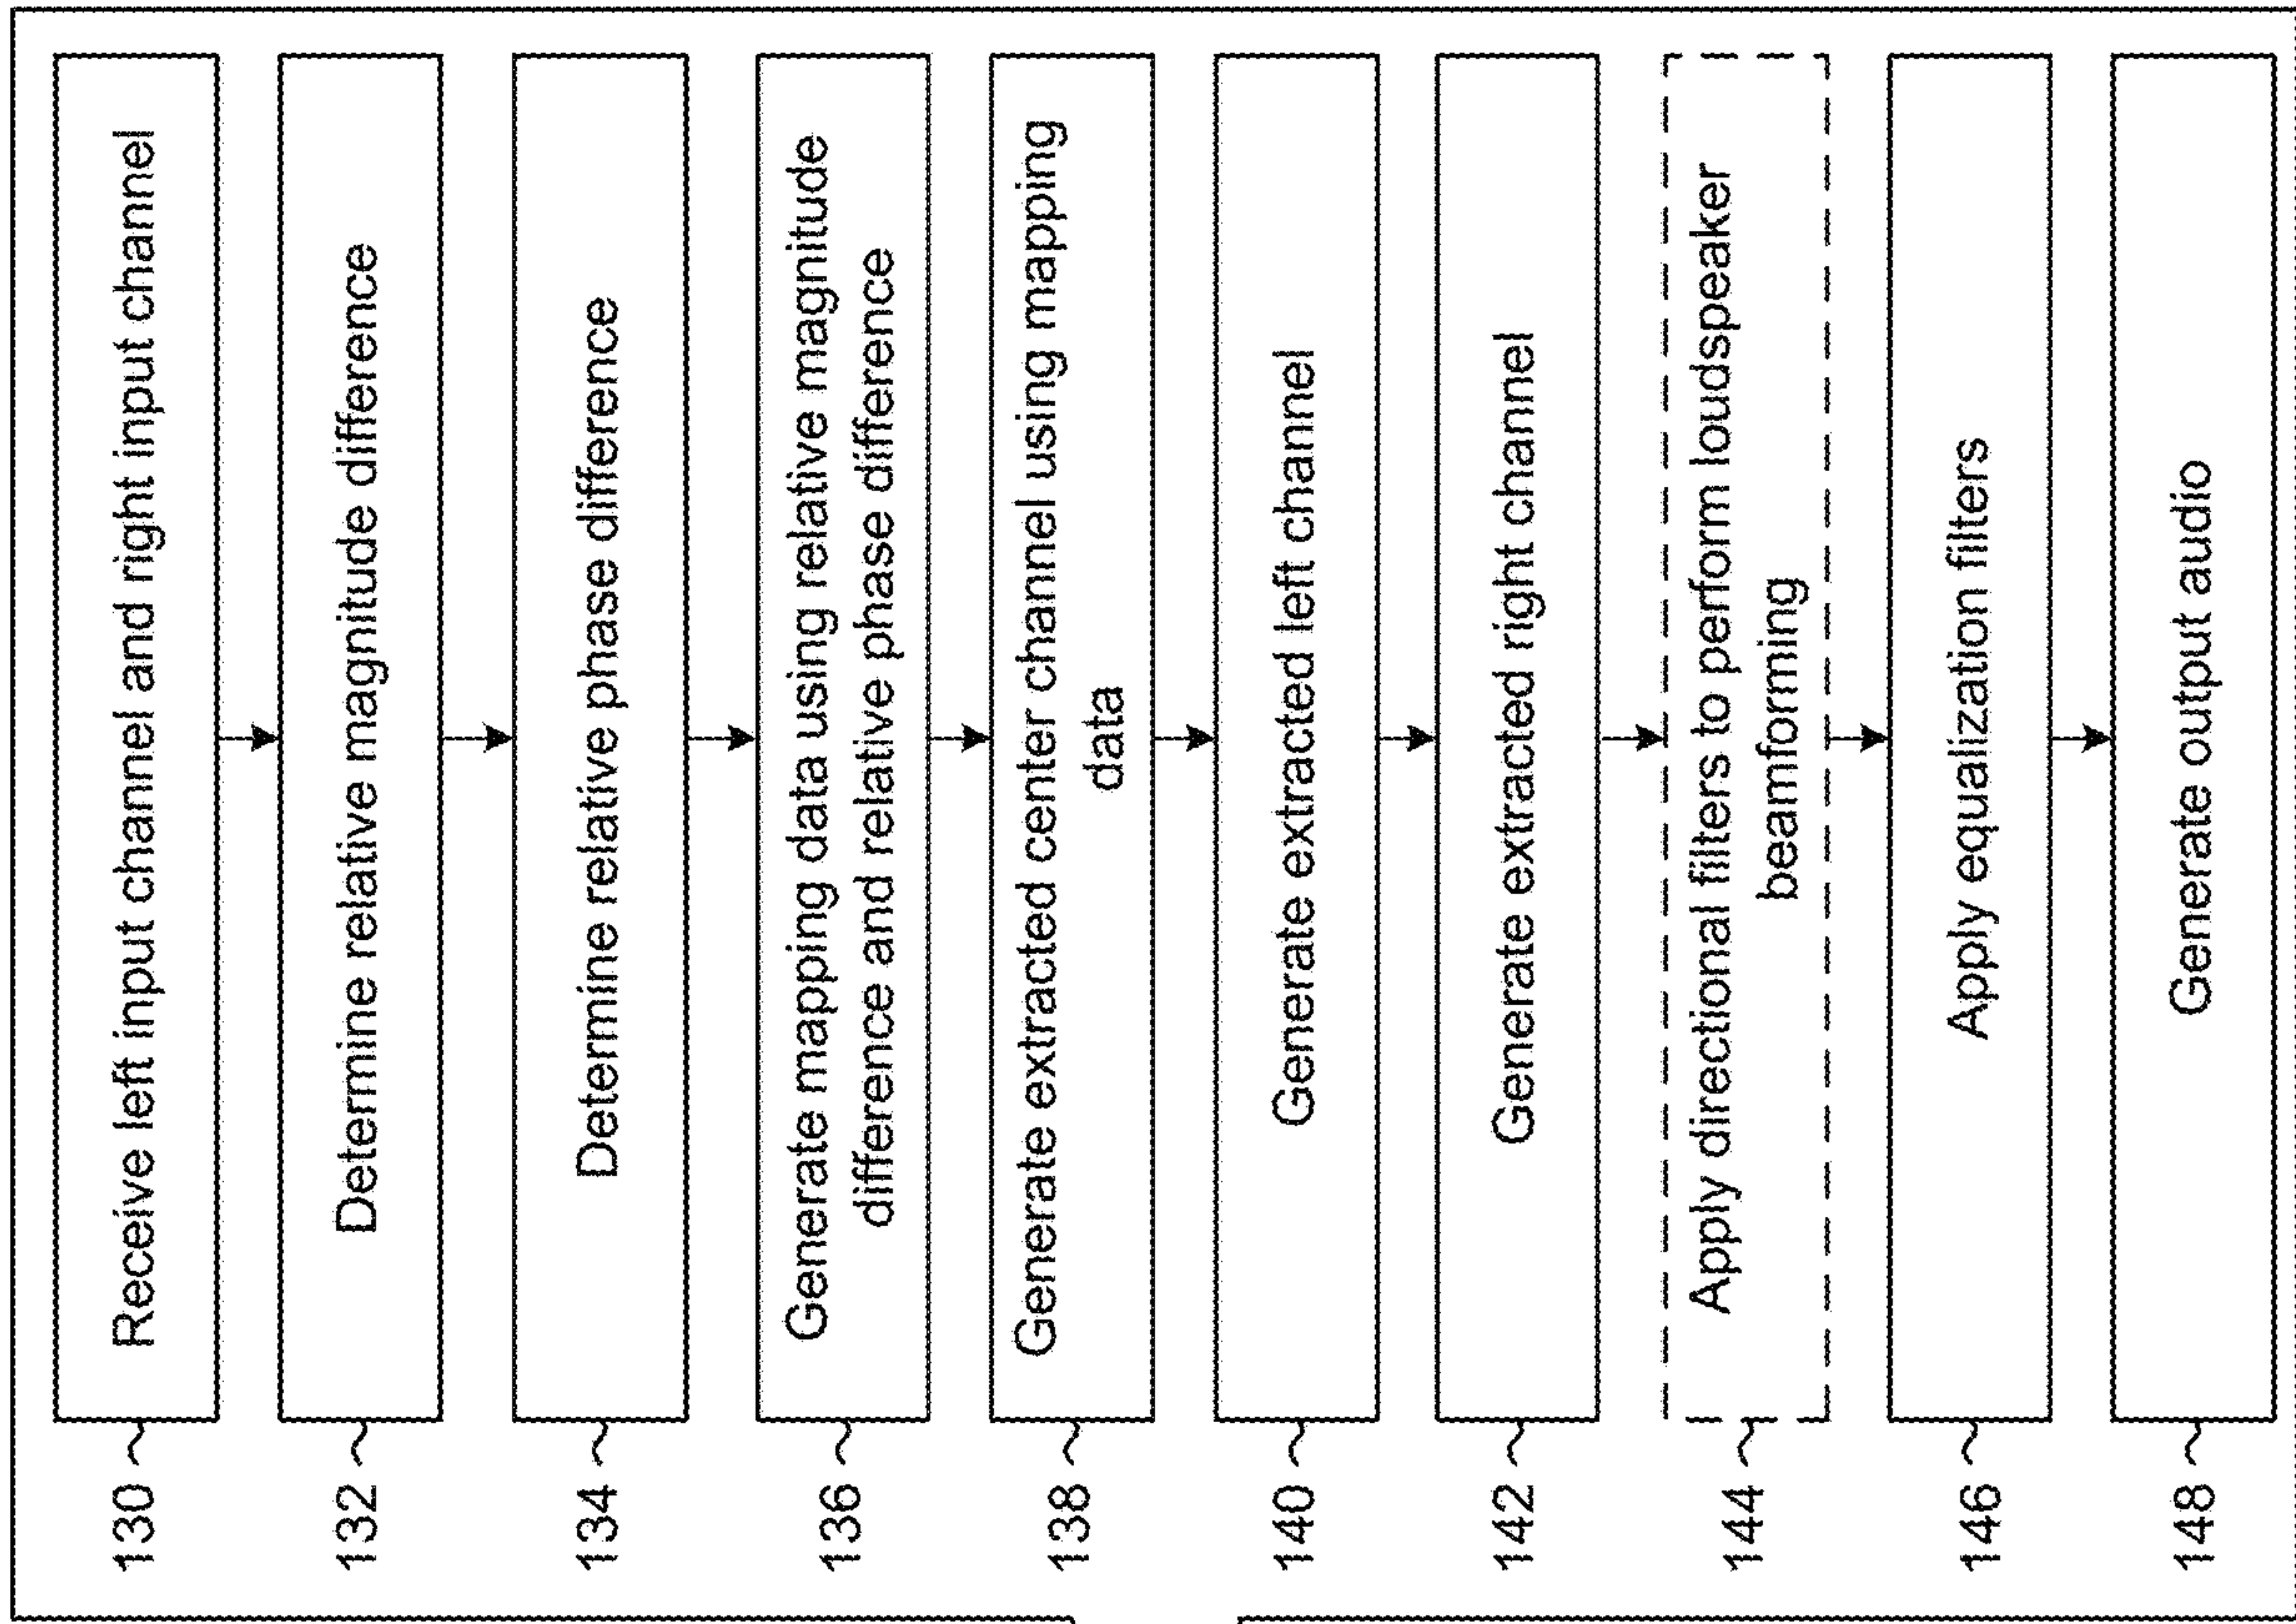 130
Receive left input channel and right input channel
132
Determine relative magnitude difference
134
Determine relative phase difference
136
Generate mapping data using relative magnitude
difference and relative phase difference
138
Generate extracted center channel using mapping
data
140
Generate extracted left channel
142
Generate extracted right channel
144
Apply directional filters to perform loudspeaker
beamforming
146
Apply equalization filters
148
Generate output audio